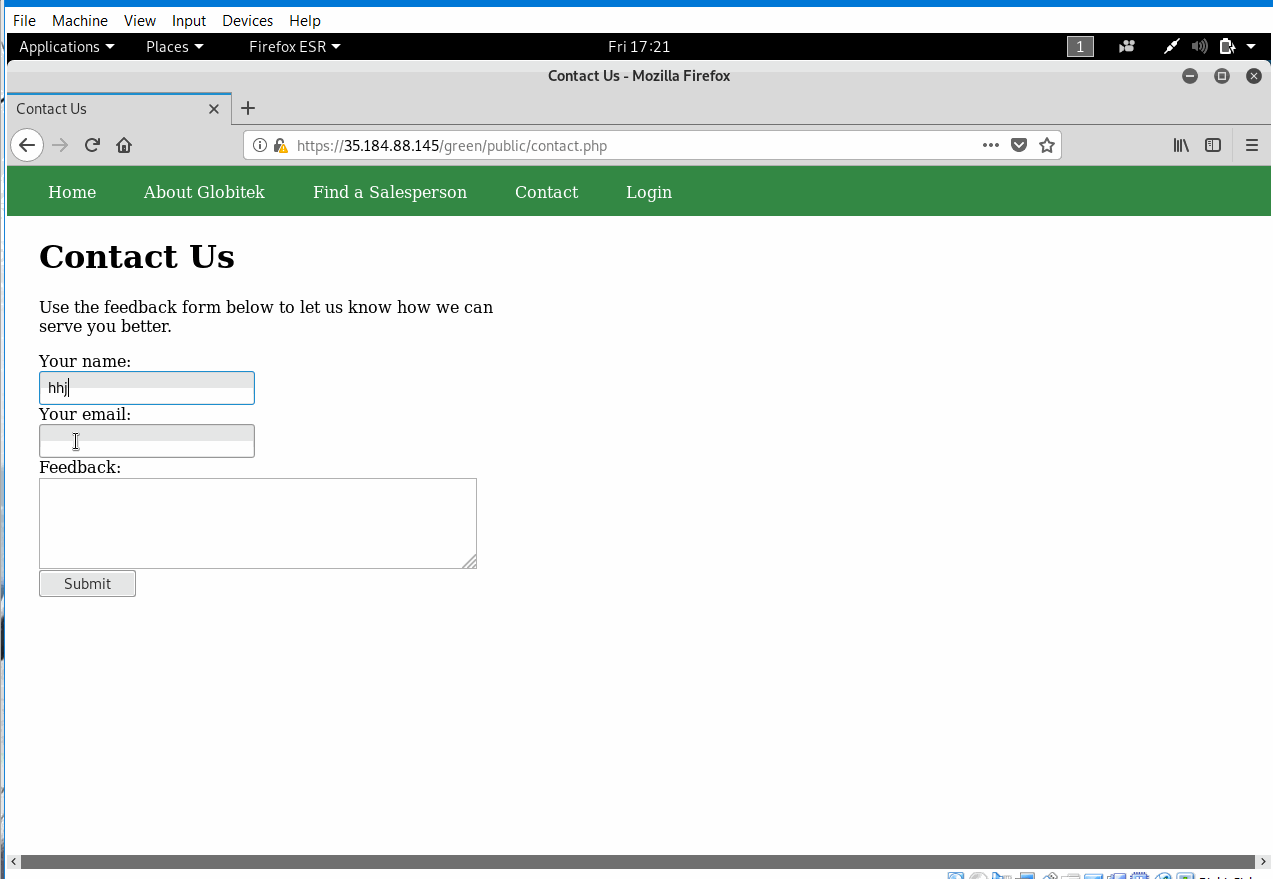 File Machine View Input Devices Help
Applications Places Firefox ESR Fri 17:21 1
Contact Us - Mozilla Firefox
Contact Us
https://35.184.88.145/green/public/contact.php
Home About Globitek Find a Salesperson Contact Login
Contact Us
Use the feedback form below to let us know how we can
serve you better.
Your name:
hhj
Your email:
Feedback:
Submit